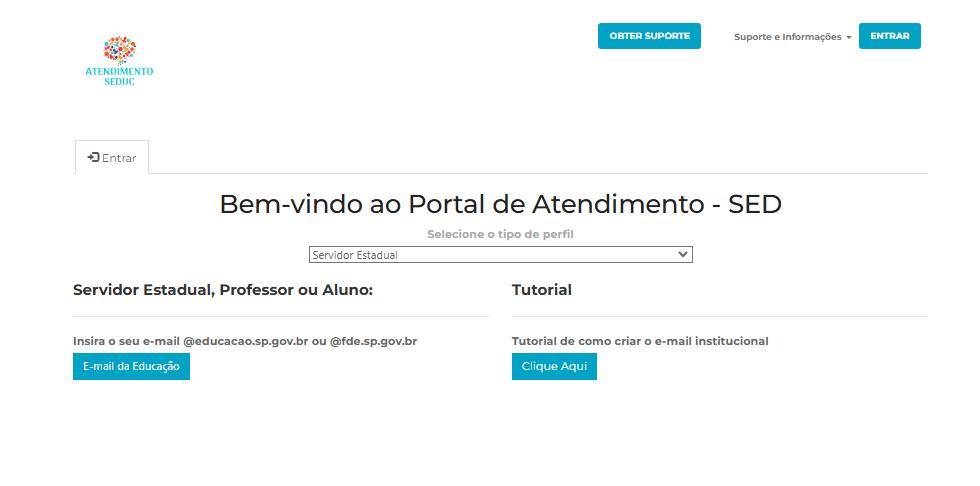 ATENDIMENTO
SEDUC
OBTER SUPORTE
Suporte e Informações
ENTRAR
Entrar
Bem-vindo ao Portal de Atendimento - SED
Selecione o tipo de perfil
Servidor Estadual
Servidor Estadual, Professor ou Aluno:
Insira o seu e-mail @educacao.sp.gov.br ou @fde.sp.gov.br
E-mail da Educação
Tutorial
Tutorial de como criar o e-mail institucional
Clique Aqui